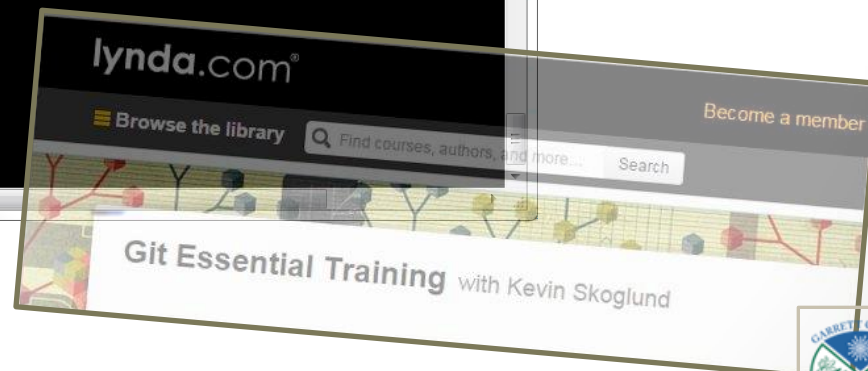 lynda.com®
Become a member
Browse the library
Find courses, authors, and more...
Search
Git Essential Training with Kevin Skoglund
GARRETT